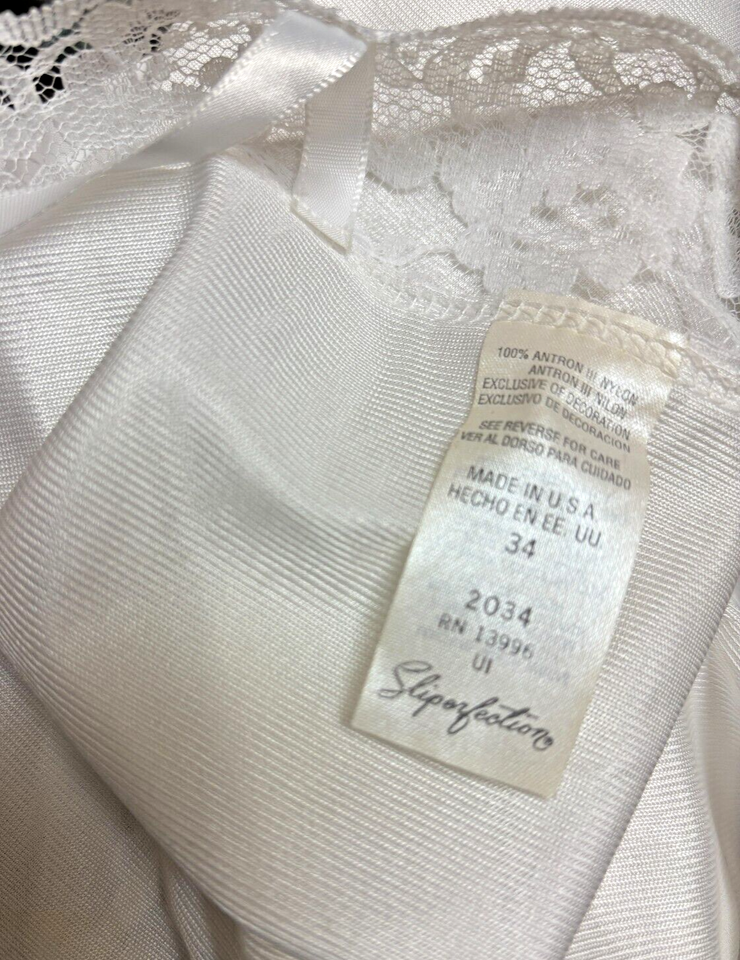 100% ANTRON III NYLON
ANTRON III NILON
EXCLUSIVE OF DECORATION
EXCLUSIVO DE DECORACION
SEE REVERSE FOR CARE
VER AL DORSO PARA CUIDADO
MADE IN U.S.A.
HECHO EN EE. UU.
34
2034
RN 13996
UI
Sliperfection